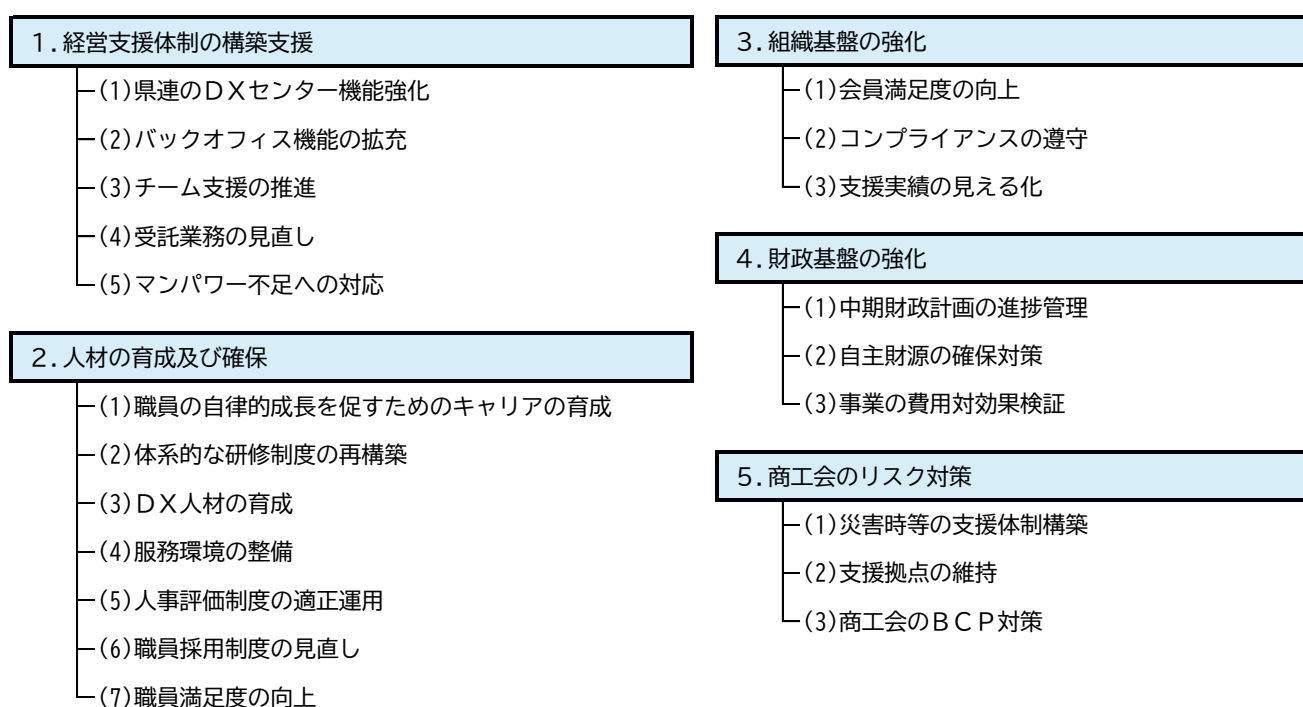 １．経営支援体制の構築支援
(1)県連のＤＸセンター機能強化
(2)バックオフィス機能の拡充
(3)チーム支援の推進
(4)受託業務の見直し
(5)マンパワー不足への対応
２．人材の育成及び確保
(1)職員の自律的成長を促すためのキャリアの育成
(2)体系的な研修制度の再構築
(3)ＤＸ人材の育成
(4)服務環境の整備
(5)人事評価制度の適正運用
(6)職員採用制度の見直し
(7)職員満足度の向上
３．組織基盤の強化
(1)会員満足度の向上
(2)コンプライアンスの遵守
(3)支援実績の見える化
４．財政基盤の強化
(1)中期財政計画の進捗管理
(2)自主財源の確保対策
(3)事業の費用対効果検証
５．商工会のリスク対策
(1)災害時等の支援体制構築
(2)支援拠点の維持
(3)商工会のＢＣＰ対策